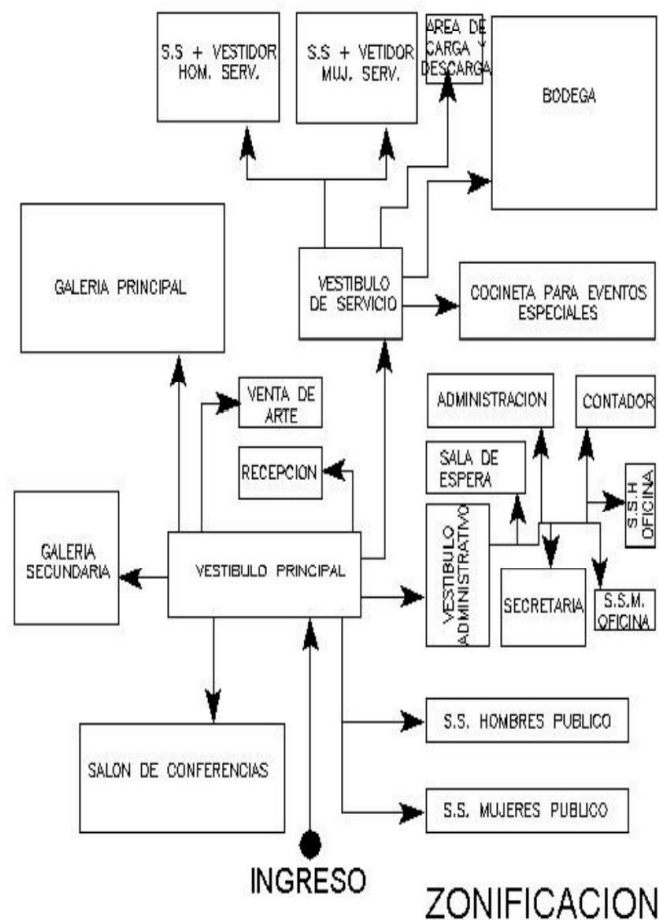 S.S + VESTIDOR
HOM. SERV.
S.S + VETIDOR
MUJ. SERV.
AREA DE
CARGA Y
DESCARGA
BODEGA
GALERIA PRINCIPAL
VESTIBULO
DE SERVICIO
COCINETA PARA EVENTOS
ESPECIALES
VENTA DE
ARTE
ADMINISTRACION
CONTADOR
RECEPCION
SALA DE
ESPERA
S.S.H
OFICINA
GALERIA
SECUNDARIA
VESTIBULO PRINCIPAL
VESTIBULO
ADMINISTRATIVO
SECRETARIA
S.S.M.
OFICINA
S.S. HOMBRES PUBLICO
SALON DE CONFERENCIAS
S.S. MUJERES PUBLICO
INGRESO
ZONIFICACION